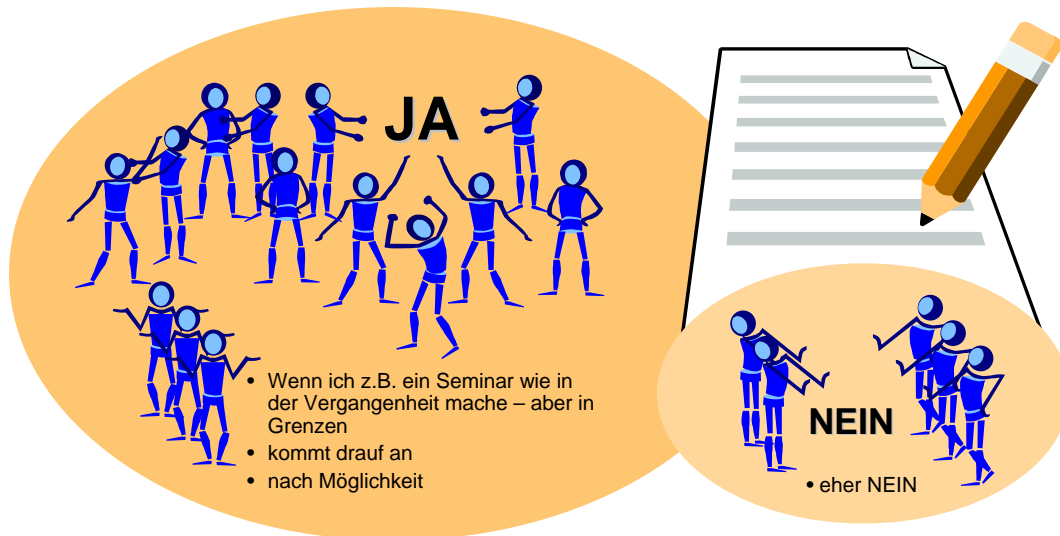 JA
• Wenn ich z.B. ein Seminar wie in
der Vergangenheit mache – aber in
Grenzen
• kommt drauf an
• nach Möglichkeit
NEIN
• eher NEIN